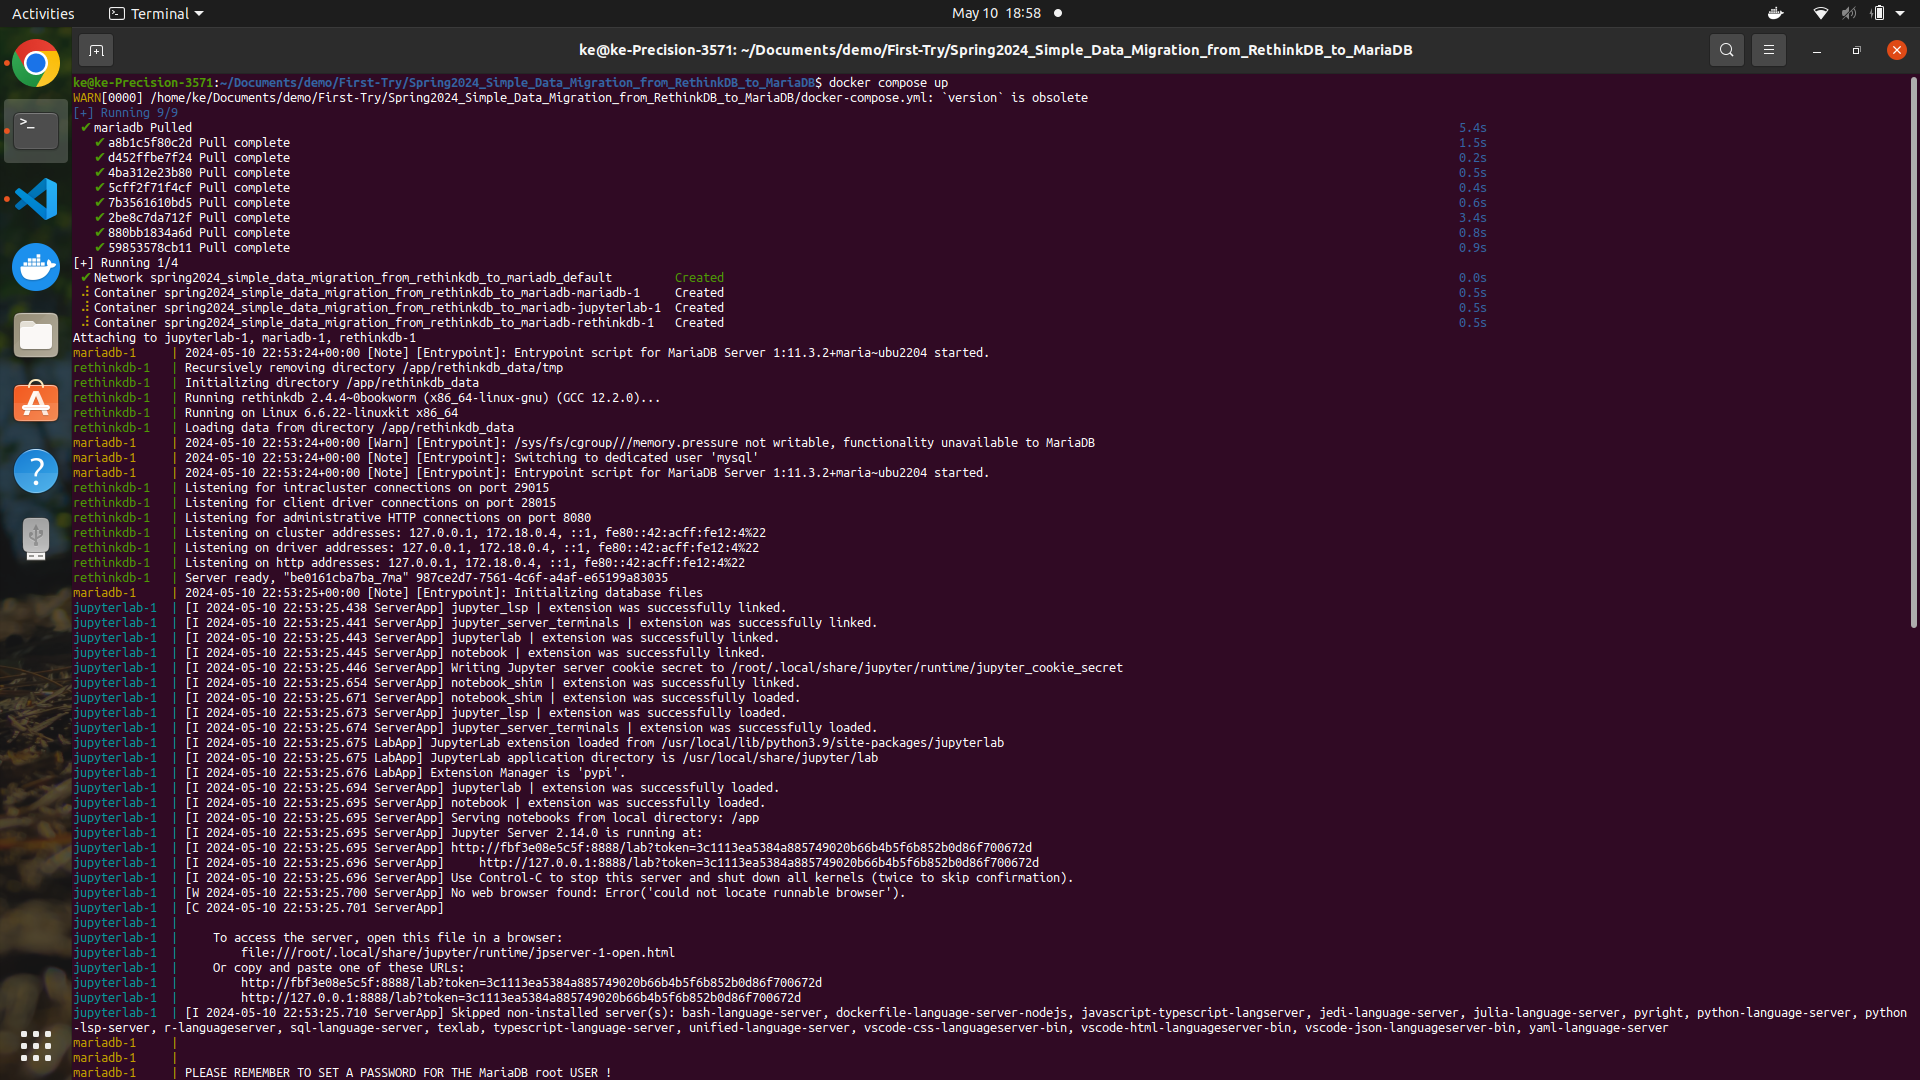 Activities Terminal May 10 18:58
ke@ke-Precision-3571: ~/Documents/demo/First-Try/Spring2024_Simple_Data_Migration_from_RethinkDB_to_MariaDB
ke@ke-Precision-3571:~/Documents/demo/First-Try/Spring2024_Simple_Data_Migration_from_RethinkDB_to_MariaDB$ docker compose up
WARN[0000] /home/ke/Documents/demo/First-Try/Spring2024_Simple_Data_Migration_from_RethinkDB_to_MariaDB/docker-compose.yml: `version` is obsolete
[+] Running 9/9
✔ mariadb Pulled 5.4s
✔ a8b1c5f80c2d Pull complete 1.5s
✔ d452ffbe7f24 Pull complete 0.2s
✔ 4ba312e23b80 Pull complete 0.5s
✔ 5cff2f71f4cf Pull complete 0.4s
✔ 7b3561610bd5 Pull complete 0.6s
✔ 2be8c7da712f Pull complete 3.4s
✔ 880bb1834a6d Pull complete 0.8s
✔ 59853578cb11 Pull complete 0.9s
[+] Running 1/4
✔ Network spring2024_simple_data_migration_from_rethinkdb_to_mariadb_default Created 0.0s
⠼ Container spring2024_simple_data_migration_from_rethinkdb_to_mariadb-mariadb-1 Created 0.5s
⠼ Container spring2024_simple_data_migration_from_rethinkdb_to_mariadb-jupyterlab-1 Created 0.5s
⠼ Container spring2024_simple_data_migration_from_rethinkdb_to_mariadb-rethinkdb-1 Created 0.5s
Attaching to jupyterlab-1, mariadb-1, rethinkdb-1
mariadb-1 | 2024-05-10 22:53:24+00:00 [Note] [Entrypoint]: Entrypoint script for MariaDB Server 1:11.3.2+maria~ubu2204 started.
rethinkdb-1 | Recursively removing directory /app/rethinkdb_data/tmp
rethinkdb-1 | Initializing directory /app/rethinkdb_data
rethinkdb-1 | Running rethinkdb 2.4.4~0bookworm (x86_64-linux-gnu) (GCC 12.2.0)...
rethinkdb-1 | Running on Linux 6.6.22-linuxkit x86_64
rethinkdb-1 | Loading data from directory /app/rethinkdb_data
mariadb-1 | 2024-05-10 22:53:24+00:00 [Warn] [Entrypoint]: /sys/fs/cgroup///memory.pressure not writable, functionality unavailable to MariaDB
mariadb-1 | 2024-05-10 22:53:24+00:00 [Note] [Entrypoint]: Switching to dedicated user 'mysql'
mariadb-1 | 2024-05-10 22:53:24+00:00 [Note] [Entrypoint]: Entrypoint script for MariaDB Server 1:11.3.2+maria~ubu2204 started.
rethinkdb-1 | Listening for intracluster connections on port 29015
rethinkdb-1 | Listening for client driver connections on port 28015
rethinkdb-1 | Listening for administrative HTTP connections on port 8080
rethinkdb-1 | Listening on cluster addresses: 127.0.0.1, 172.18.0.4, ::1, fe80::42:acff:fe12:4%22
rethinkdb-1 | Listening on driver addresses: 127.0.0.1, 172.18.0.4, ::1, fe80::42:acff:fe12:4%22
rethinkdb-1 | Listening on http addresses: 127.0.0.1, 172.18.0.4, ::1, fe80::42:acff:fe12:4%22
rethinkdb-1 | Server ready, "be0161cba7ba_7ma" 987ce2d7-7561-4c6f-a4af-e65199a83035
mariadb-1 | 2024-05-10 22:53:25+00:00 [Note] [Entrypoint]: Initializing database files
jupyterlab-1 | [I 2024-05-10 22:53:25.438 ServerApp] jupyter_lsp | extension was successfully linked.
jupyterlab-1 | [I 2024-05-10 22:53:25.441 ServerApp] jupyter_server_terminals | extension was successfully linked.
jupyterlab-1 | [I 2024-05-10 22:53:25.443 ServerApp] jupyterlab | extension was successfully linked.
jupyterlab-1 | [I 2024-05-10 22:53:25.445 ServerApp] notebook | extension was successfully linked.
jupyterlab-1 | [I 2024-05-10 22:53:25.446 ServerApp] Writing Jupyter server cookie secret to /root/.local/share/jupyter/runtime/jupyter_cookie_secret
jupyterlab-1 | [I 2024-05-10 22:53:25.654 ServerApp] notebook_shim | extension was successfully linked.
jupyterlab-1 | [I 2024-05-10 22:53:25.671 ServerApp] notebook_shim | extension was successfully loaded.
jupyterlab-1 | [I 2024-05-10 22:53:25.673 ServerApp] jupyter_lsp | extension was successfully loaded.
jupyterlab-1 | [I 2024-05-10 22:53:25.674 ServerApp] jupyter_server_terminals | extension was successfully loaded.
jupyterlab-1 | [I 2024-05-10 22:53:25.675 LabApp] JupyterLab extension loaded from /usr/local/lib/python3.9/site-packages/jupyterlab
jupyterlab-1 | [I 2024-05-10 22:53:25.675 LabApp] JupyterLab application directory is /usr/local/share/jupyter/lab
jupyterlab-1 | [I 2024-05-10 22:53:25.676 LabApp] Extension Manager is 'pypi'.
jupyterlab-1 | [I 2024-05-10 22:53:25.694 ServerApp] jupyterlab | extension was successfully loaded.
jupyterlab-1 | [I 2024-05-10 22:53:25.695 ServerApp] notebook | extension was successfully loaded.
jupyterlab-1 | [I 2024-05-10 22:53:25.695 ServerApp] Serving notebooks from local directory: /app
jupyterlab-1 | [I 2024-05-10 22:53:25.695 ServerApp] Jupyter Server 2.14.0 is running at:
jupyterlab-1 | [I 2024-05-10 22:53:25.695 ServerApp] http://fbf3e08e5c5f:8888/lab?token=3c1113ea5384a885749020b66b4b5f6b852b0d86f700672d
jupyterlab-1 | [I 2024-05-10 22:53:25.696 ServerApp] http://127.0.0.1:8888/lab?token=3c1113ea5384a885749020b66b4b5f6b852b0d86f700672d
jupyterlab-1 | [I 2024-05-10 22:53:25.696 ServerApp] Use Control-C to stop this server and shut down all kernels (twice to skip confirmation).
jupyterlab-1 | [W 2024-05-10 22:53:25.700 ServerApp] No web browser found: Error('could not locate runnable browser').
jupyterlab-1 | [C 2024-05-10 22:53:25.701 ServerApp]
jupyterlab-1 |
jupyterlab-1 | To access the server, open this file in a browser:
jupyterlab-1 | file:///root/.local/share/jupyter/runtime/jpserver-1-open.html
jupyterlab-1 | Or copy and paste one of these URLs:
jupyterlab-1 | http://fbf3e08e5c5f:8888/lab?token=3c1113ea5384a885749020b66b4b5f6b852b0d86f700672d
jupyterlab-1 | http://127.0.0.1:8888/lab?token=3c1113ea5384a885749020b66b4b5f6b852b0d86f700672d
jupyterlab-1 | [I 2024-05-10 22:53:25.710 ServerApp] Skipped non-installed server(s): bash-language-server, dockerfile-language-server-nodejs, javascript-typescript-langserver, jedi-language-server, julia-language-server, pyright, python-language-server, python
-lsp-server, r-languageserver, sql-language-server, texlab, typescript-language-server, unified-language-server, vscode-css-languageserver-bin, vscode-html-languageserver-bin, vscode-json-languageserver-bin, yaml-language-server
mariadb-1 |
mariadb-1 |
mariadb-1 | PLEASE REMEMBER TO SET A PASSWORD FOR THE MariaDB root USER !